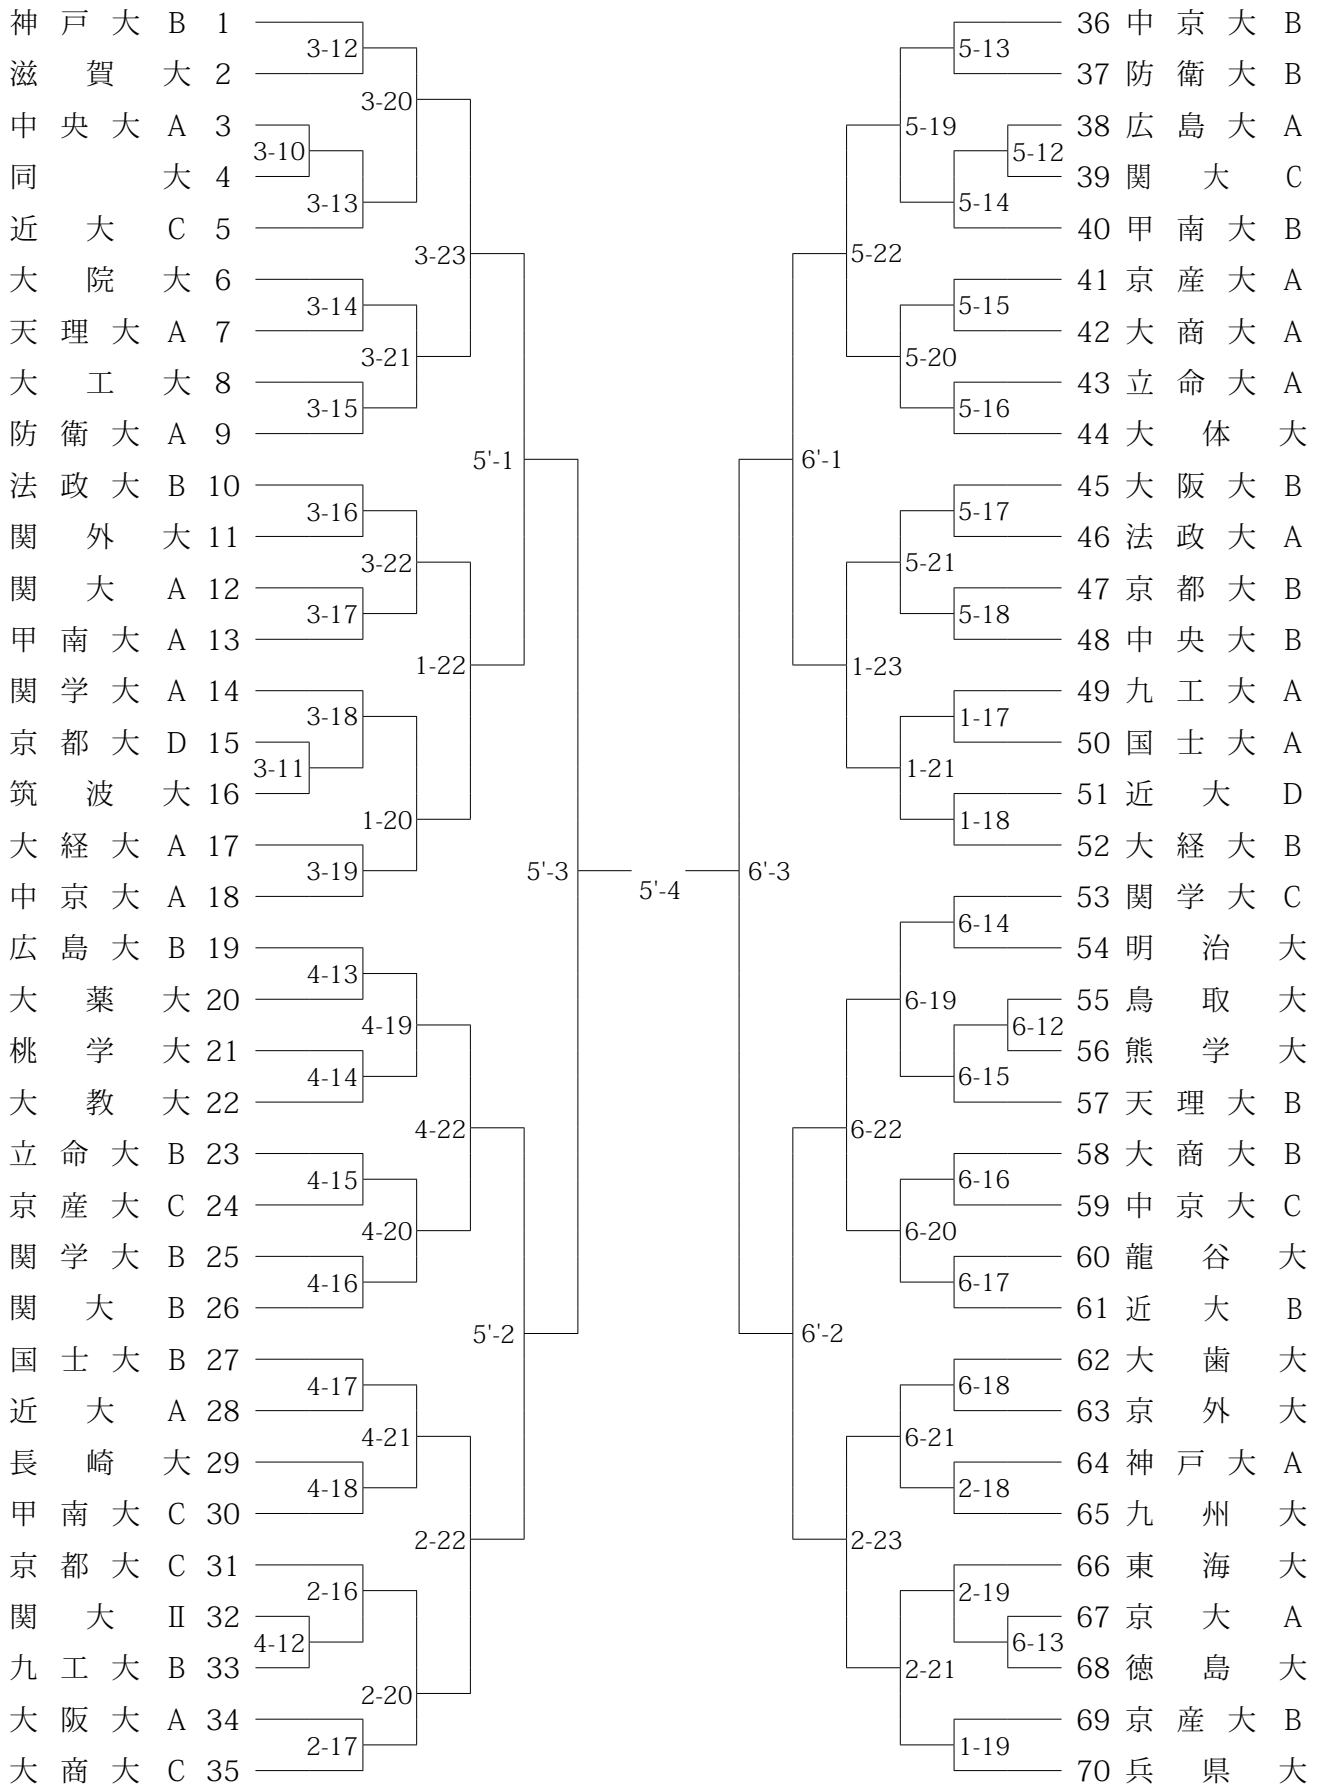 神戸大B 1
滋賀大 2
中央大A 3
同大 4
近大C 5
大院大 6
天理大A 7
大工大 8
防衛大A 9
法政大B 10
関外大 11
関大A 12
甲南大A 13
関学大A 14
京都大D 15
筑波大 16
大経大A 17
中京大A 18
広島大B 19
大薬大 20
桃学大 21
大教大 22
立命大B 23
京産大C 24
関学大B 25
関大B 26
国士大B 27
近大A 28
長崎大 29
甲南大C 30
京都大C 31
関大Ⅱ 32
九工大B 33
大阪大A 34
大商大C 35
3-10
3-11
4-12
3-12
3-13
3-14
3-15
3-16
3-17
3-18
3-19
4-13
4-14
4-15
4-16
4-17
4-18
2-16
2-17
3-20
3-21
3-22
1-20
4-19
4-20
4-21
2-20
3-23
1-22
4-22
2-22
5'-1
5'-2
5'-3
5'-4
6'-3
6'-1
6'-2
5-22
1-23
6-22
2-23
5-19
5-20
5-21
1-21
6-19
6-20
6-21
2-21
5-13
5-14
5-15
5-16
5-17
5-18
1-17
1-18
6-14
6-15
6-16
6-17
6-18
2-18
2-19
1-19
5-12
6-12
6-13
36 中京大B
37 防衛大B
38 広島大A
39 関大C
40 甲南大B
41 京産大A
42 大商大A
43 立命大A
44 大体大
45 大阪大B
46 法政大A
47 京都大B
48 中央大B
49 九工大A
50 国士大A
51 近大D
52 大経大B
53 関学大C
54 明治大
55 鳥取大
56 熊学大
57 天理大B
58 大商大B
59 中京大C
60 龍谷大
61 近大B
62 大歯大
63 京外大
64 神戸大A
65 九州大
66 東海大
67 京大A
68 徳島大
69 京産大B
70 兵県大